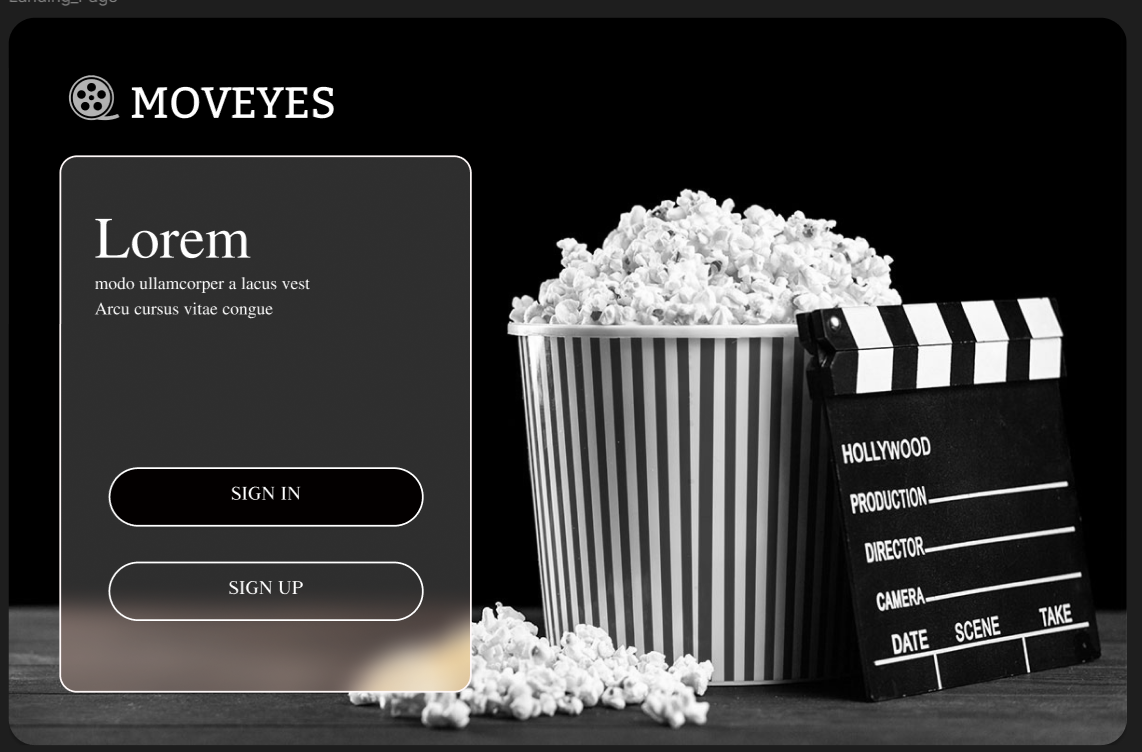 MOVEYES
Lorem
modo ullamcorper a lacus vest
Arcu cursus vitae congue
SIGN IN
SIGN UP
HOLLYWOOD
PRODUCTION
DIRECTOR
CAMERA
DATE SCENE TAKE